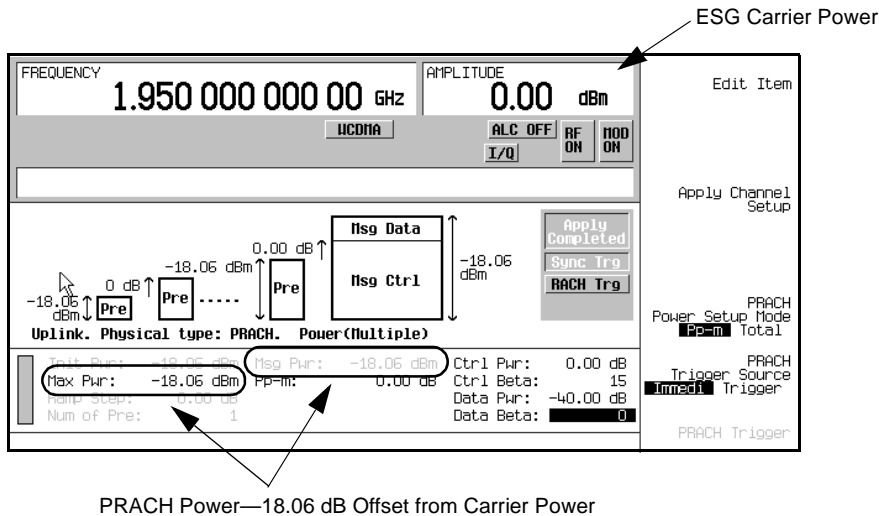 ESG Carrier Power
FREQUENCY
1.950 000 000 00 GHz
AMPLITUDE
0.00 dBm
WCDMA
ALC OFF
I/Q
RF ON
MOD ON
Edit Item
Apply Channel
Setup
PRACH
Power Setup Mode
Pp-m Total
PRACH
Trigger Source
Immedi Trigger
PRACH Trigger
-18.06
dBm
Pre
0 dB
Pre
-18.06 dBm
.....
Pre
0.00 dB
Msg Data
Msg Ctrl
-18.06
dBm
Apply
Completed
Sync Trg
RACH Trg
Uplink. Physical type: PRACH. Power(Multiple)
Init Pwr: -18.06 dBm Msg Pwr: -18.06 dBm Ctrl Pwr: 0.00 dB
Max Pwr: -18.06 dBm Pp-m: 0.00 dB Ctrl Beta: 15
Ramp Step: 0.00 dB Data Pwr: -40.00 dB
Num of Pre: 1 Data Beta: 0
PRACH Power—18.06 dB Offset from Carrier Power